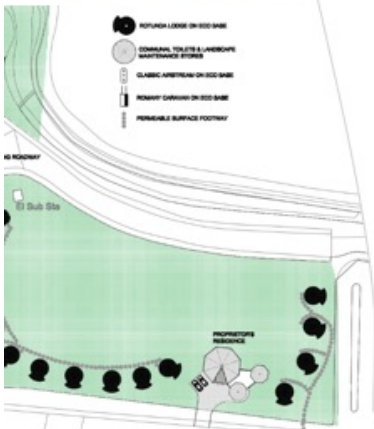 ROTUNDA LODGE ON ECO BASE
COMMUNAL TOILETS & LANDSCAPE
MAINTENANCE STORES
CLASSIC AIRSTREAM ON ECO BASE
ROMANY CARAVAN ON ECO BASE
PERMEABLE SURFACE FOOTWAY
NG ROADWAY
El Sub Sta
PROPRIETORS
RESIDENCE